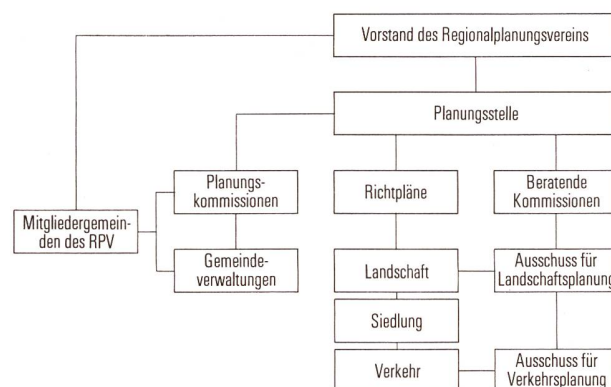 Vorstand des Regionalplanungsvereins
Planungsstelle
Planungs-
kommissionen
Richtpläne
Beratende
Kommissionen
Mitgliedergemein-
den des RPV
Gemeinde-
verwaltungen
Landschaft
Ausschuss für
Landschaftsplanung
Siedlung
Verkehr
Ausschuss für
Verkehrsplanung